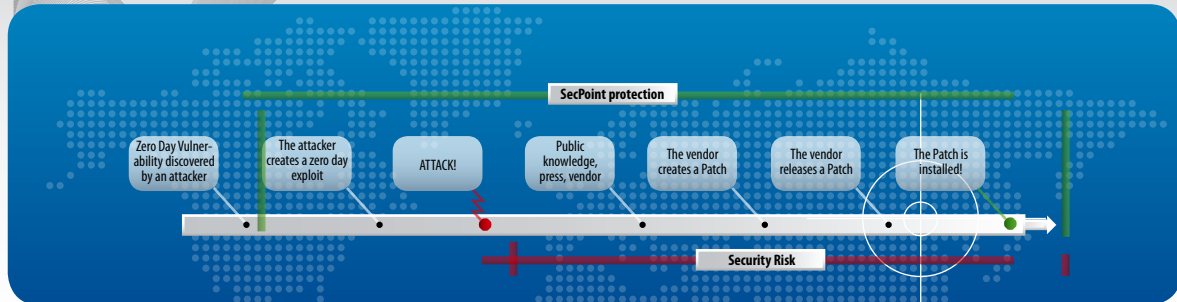 SecPoint protection
Zero Day Vulner-
ability discovered
by an attacker
The attacker
creates a zero day
exploit
ATTACK!
Public
knowledge,
press, vendor
The vendor
creates a Patch
The vendor
releases a Patch
The Patch is
installed!
Security Risk